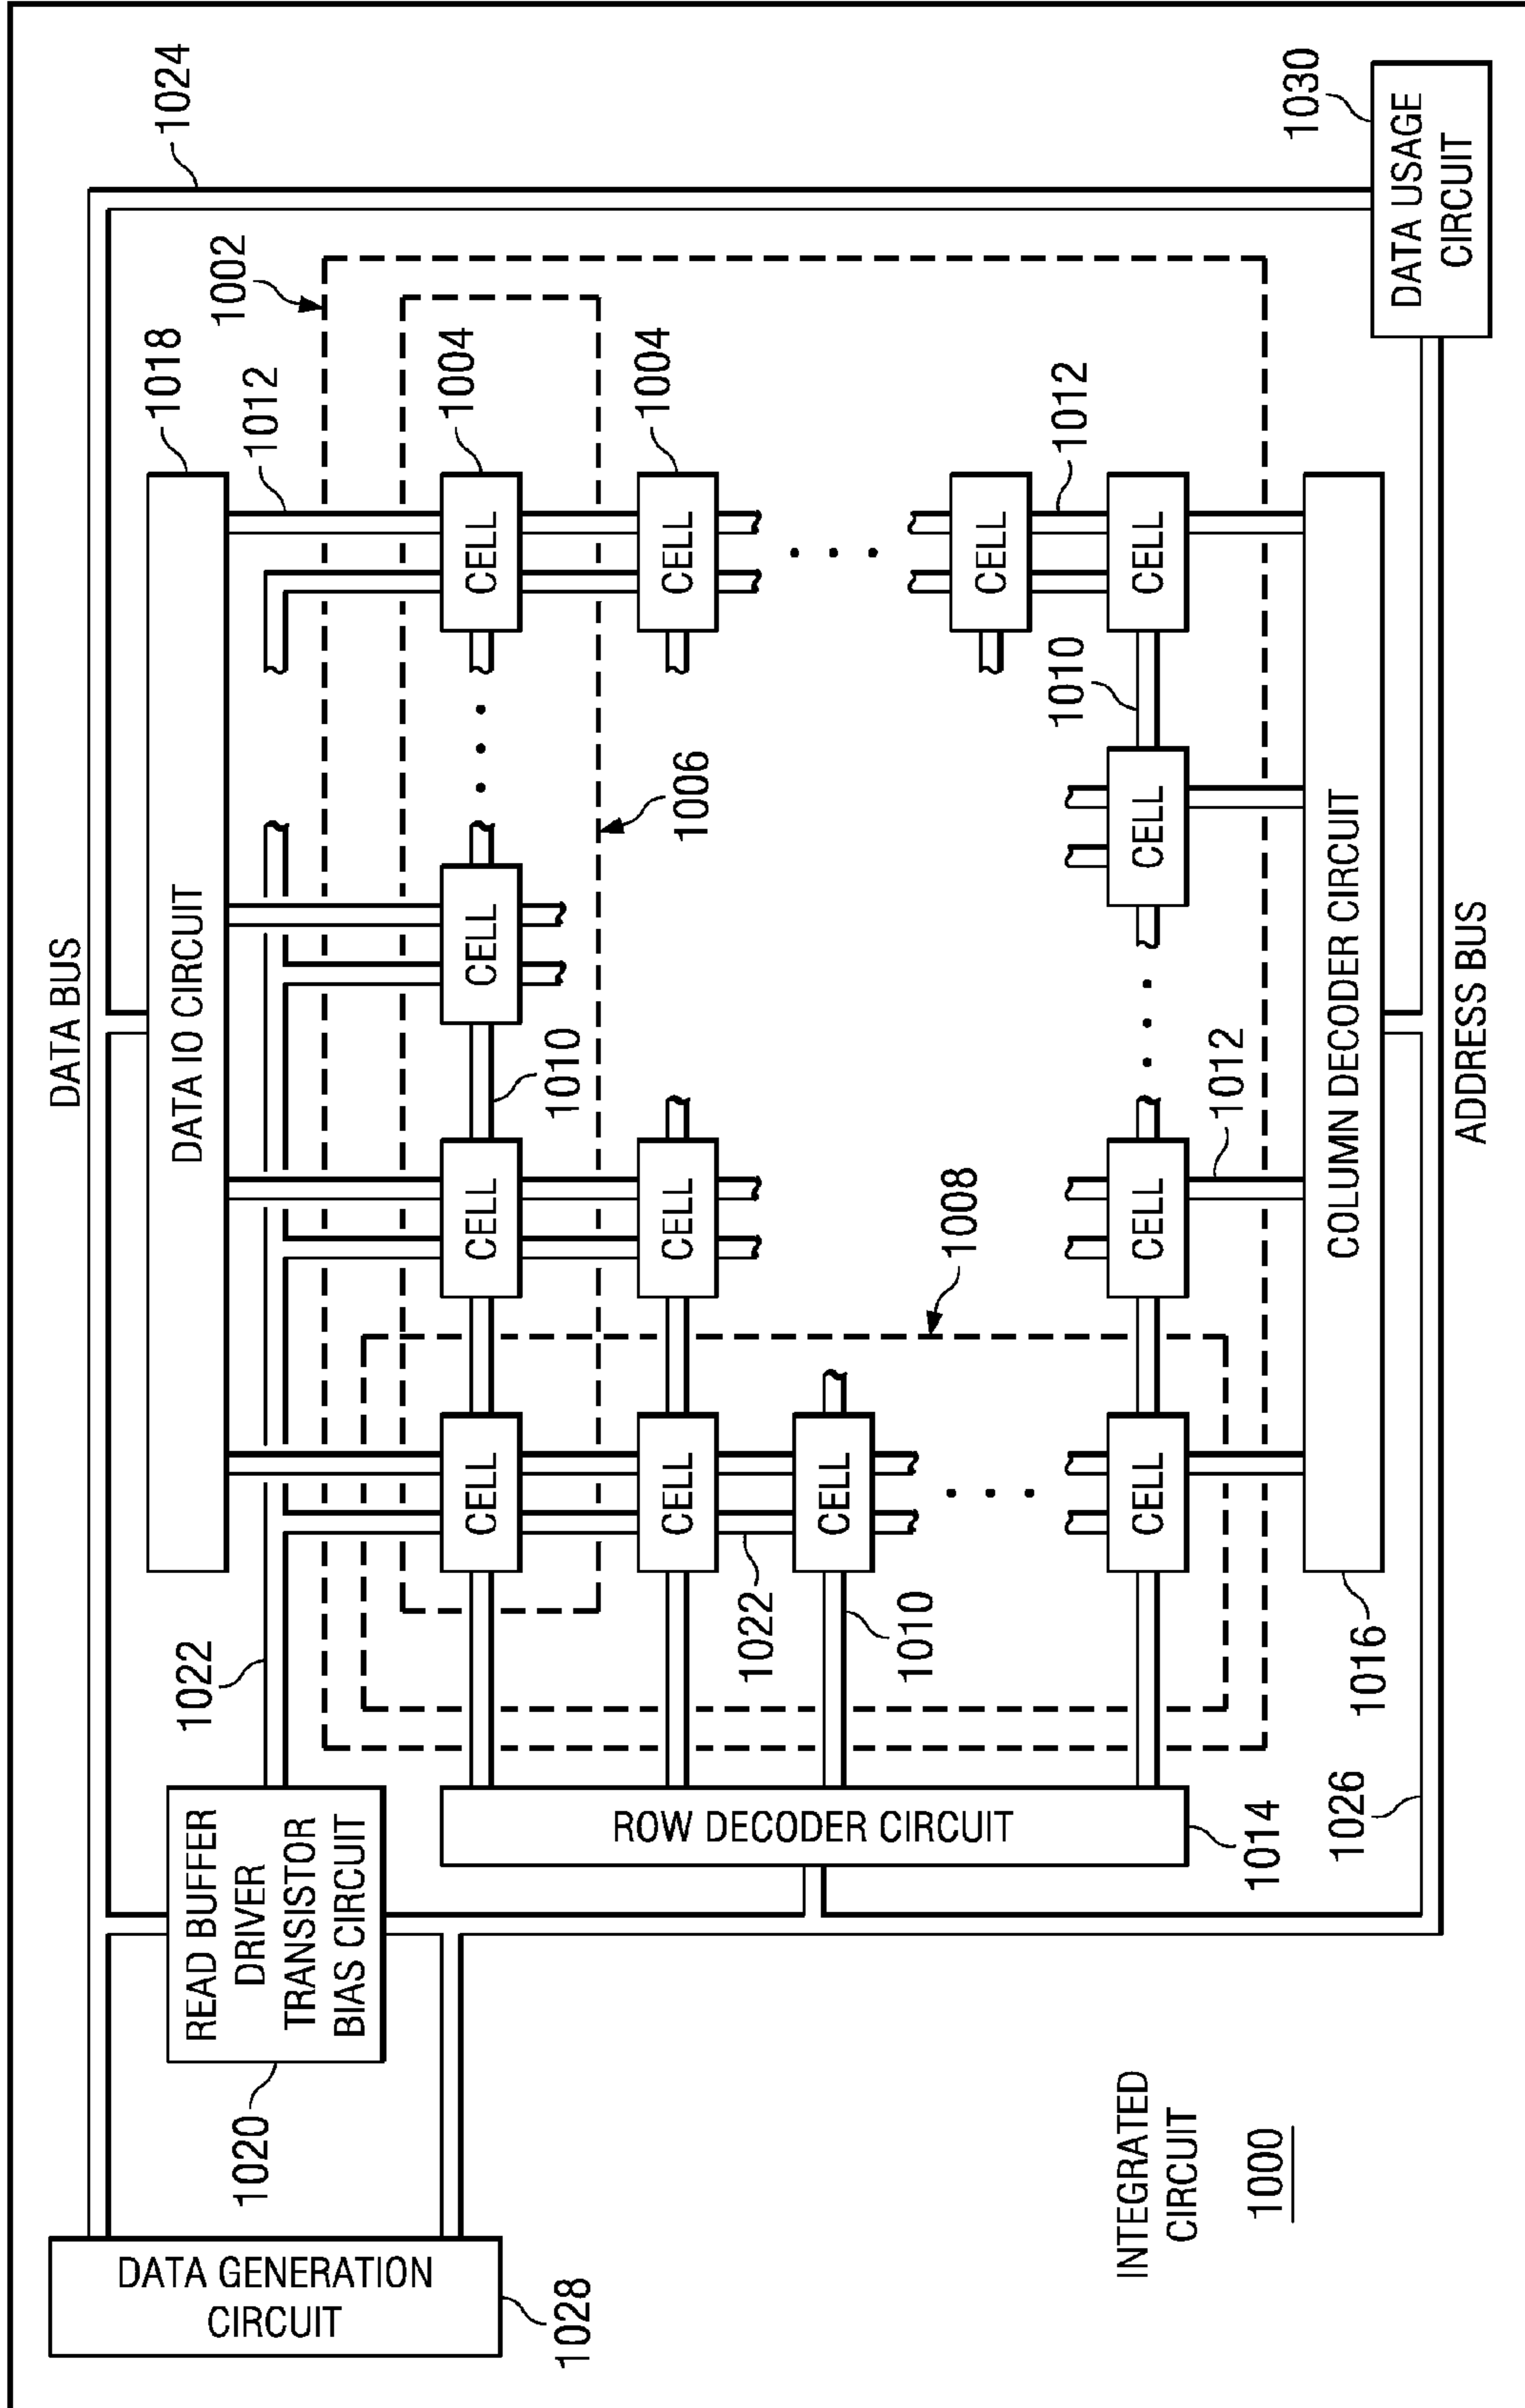 DATA BUS
1024
DATA GENERATION
CIRCUIT
1028
1020
READ BUFFER
DRIVER
TRANSISTOR
BIAS CIRCUIT
1022
DATA IO CIRCUIT
1018
1012
1002
CELL
CELL
1010
CELL
CELL
1004
1006
CELL
1022
CELL
CELL
1004
CELL
1010
1008
ROW DECODER CIRCUIT
1014
CELL
CELL
CELL
1012
CELL
1010
CELL
1012
COLUMN DECODER CIRCUIT
1016
1026
ADDRESS BUS
DATA USAGE
CIRCUIT
1030
INTEGRATED
CIRCUIT
1000